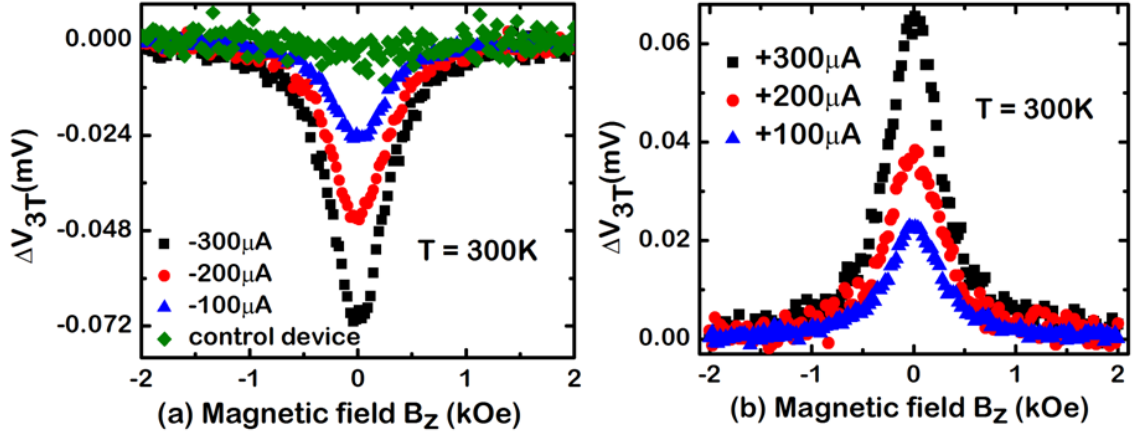 0.000
-0.024
-0.048
-0.072
ΔV3T(mV)
-300μA
-200μA
-100μA
control device
T = 300K
-2 -1 0 1 2
(a) Magnetic field BZ (kOe)
0.06
0.04
0.02
0.00
ΔV3T(mV)
+300μA
+200μA
+100μA
T = 300K
-2 -1 0 1 2
(b) Magnetic field BZ (kOe)